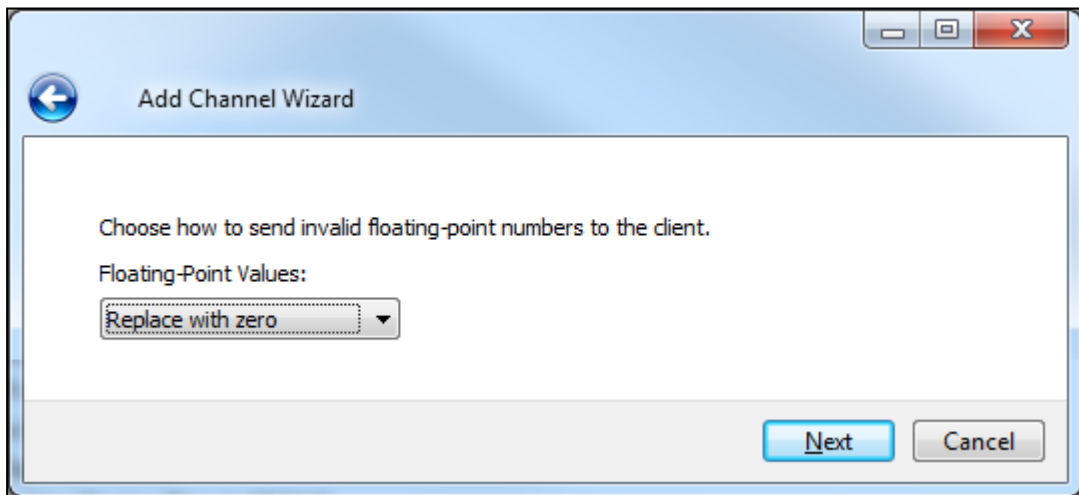 Add Channel Wizard
Choose how to send invalid floating-point numbers to the client.
Floating-Point Values:
Replace with zero
Next
Cancel